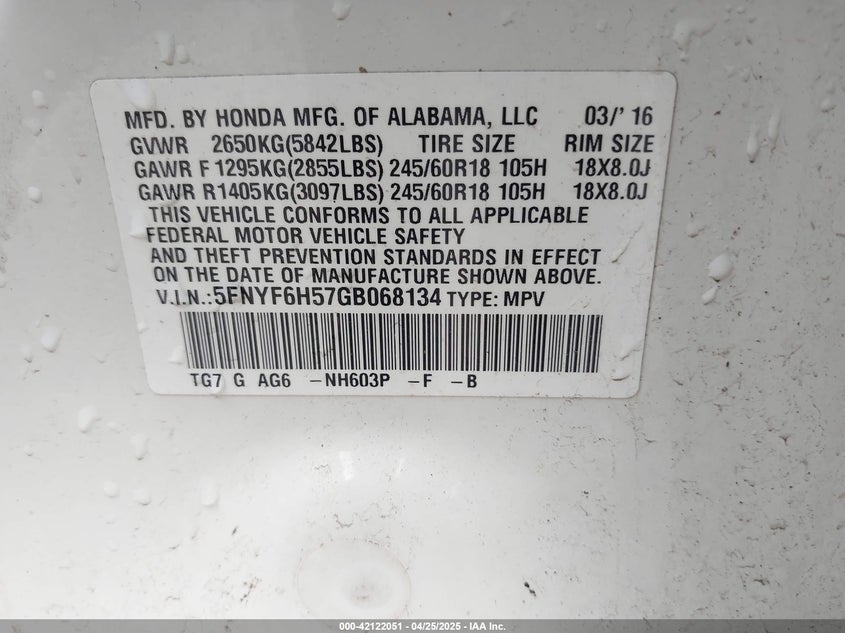 MFD. BY HONDA MFG. OF ALABAMA, LLC 03/' 16
GVWR 2650KG(5842LBS) TIRE SIZE RIM SIZE
GAWR F 1295KG(2855LBS) 245/60R18 105H 18X8.0J
GAWR R1405KG(3097LBS) 245/60R18 105H 18X8.0J
THIS VEHICLE CONFORMS TO ALL APPLICABLE
FEDERAL MOTOR VEHICLE SAFETY
AND THEFT PREVENTION STANDARDS IN EFFECT
ON THE DATE OF MANUFACTURE SHOWN ABOVE.
V.I.N.:5FNYF6H57GB068134 TYPE: MPV
TG7 G AG6 -NH603P -F -B
000-42122051 - 04/25/2025 - IAA Inc.